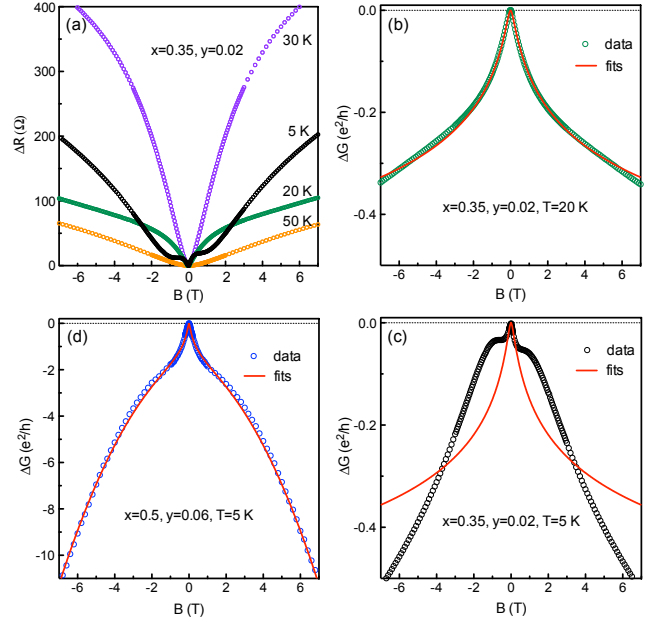 (a)
x=0.35, y=0.02
30 K
5 K
20 K
50 K
400
300
200
100
0
ΔR (Ω)
-6 -4 -2 0 2 4 6
B (T)
(b)
data
fits
x=0.35, y=0.02, T=20 K
0.0
-0.2
-0.4
ΔG (e²/h)
-6 -4 -2 0 2 4 6
B (T)
(d)
data
fits
x=0.5, y=0.06, T=5 K
0
-2
-4
-6
-8
-10
ΔG (e²/h)
-6 -4 -2 0 2 4 6
B (T)
(c)
data
fits
x=0.35, y=0.02, T=5 K
0.0
-0.2
-0.4
ΔG (e²/h)
-6 -4 -2 0 2 4 6
B (T)